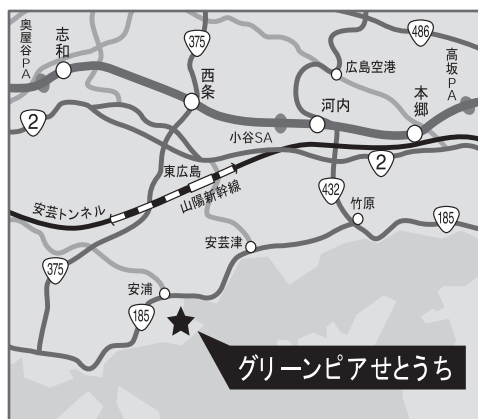 奥屋谷PA
志和
375
西条
486
広島空港
高坂PA
本郷
河内
小谷SA
2
2
東広島
山陽新幹線
安芸トンネル
432
竹原
185
安芸津
375
安浦
185
グリーンピアせとうち